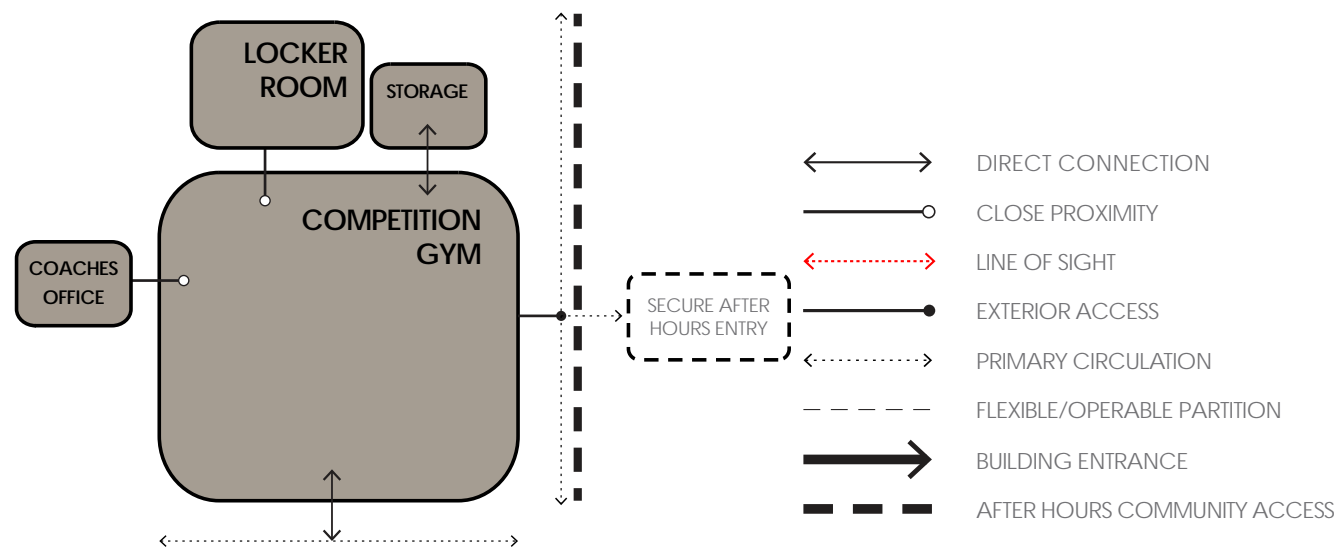 LOCKER
ROOM
STORAGE
COMPETITION
GYM
COACHES
OFFICE
SECURE AFTER
HOURS ENTRY
DIRECT CONNECTION
CLOSE PROXIMITY
LINE OF SIGHT
EXTERIOR ACCESS
PRIMARY CIRCULATION
FLEXIBLE/OPERABLE PARTITION
BUILDING ENTRANCE
AFTER HOURS COMMUNITY ACCESS